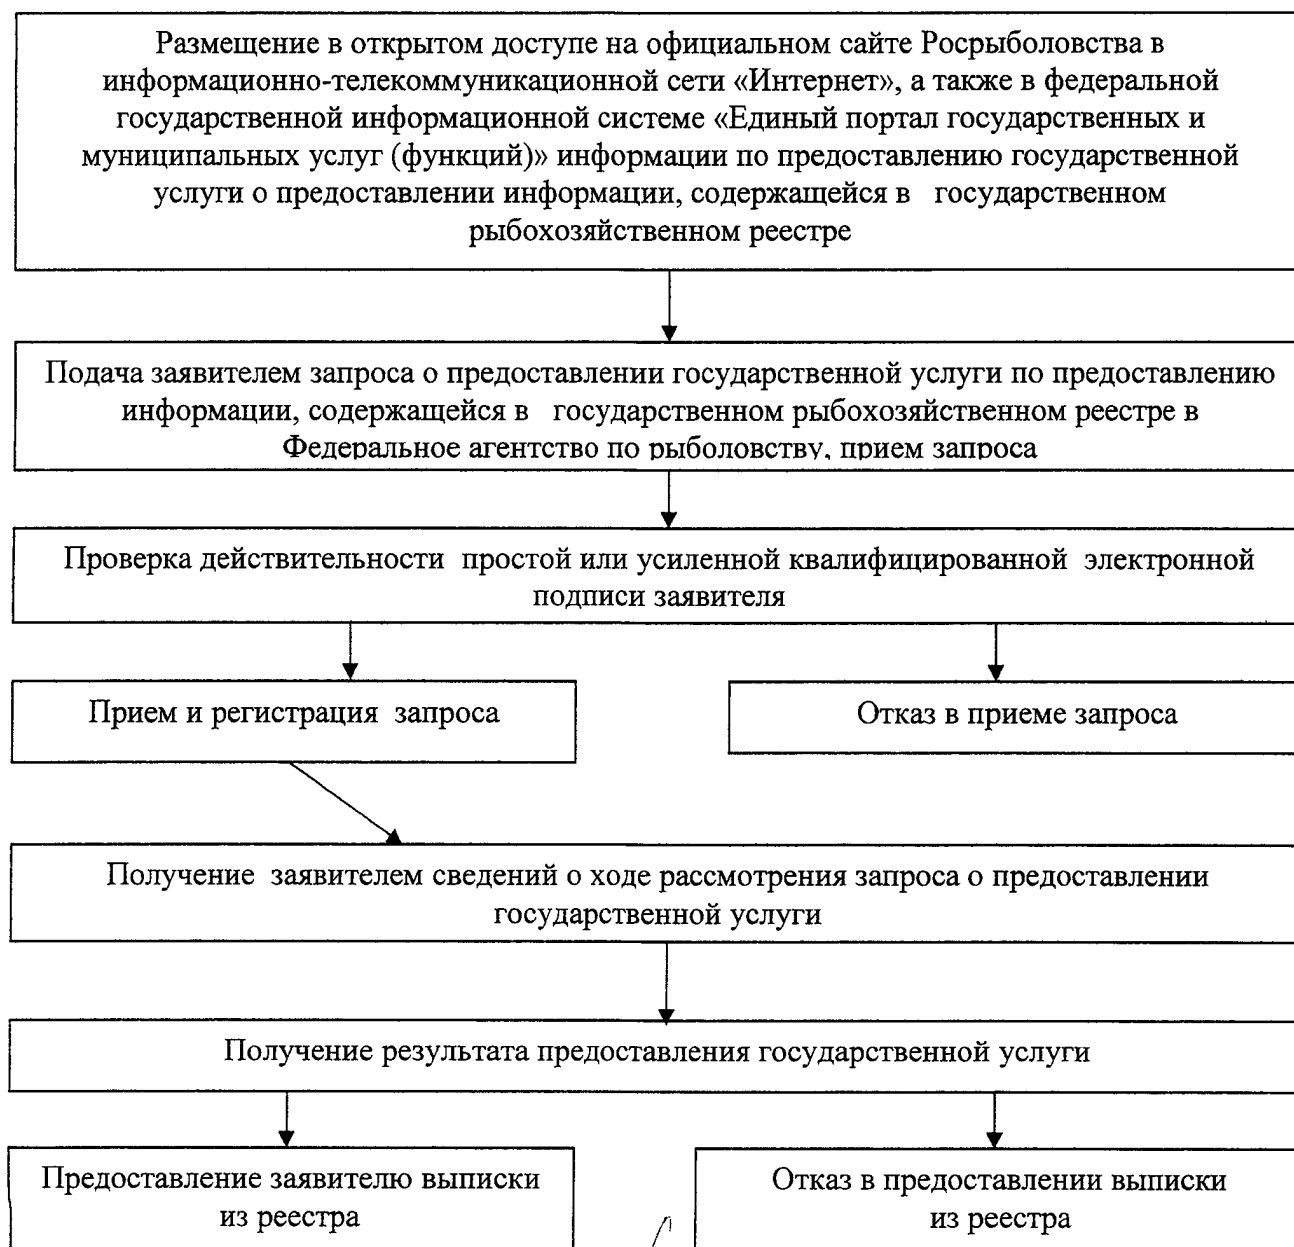 Размещение в открытом доступе на официальном сайте Росрыболовства в
информационно-телекоммуникационной сети «Интернет», а также в федеральной
государственной информационной системе «Единый портал государственных и
муниципальных услуг (функций)» информации по предоставлению государственной
услуги о предоставлении информации, содержащейся в государственном
рыбохозяйственном реестре
Подача заявителем запроса о предоставлении государственной услуги по предоставлению
информации, содержащейся в государственном рыбохозяйственном реестре в
Федеральное агентство по рыболовству, прием запроса
Проверка действительности простой или усиленной квалифицированной электронной
подписи заявителя
Прием и регистрация запроса
Отказ в приеме запроса
Получение заявителем сведений о ходе рассмотрения запроса о предоставлении
государственной услуги
Получение результата предоставления государственной услуги
Предоставление заявителю выписки
из реестра
Отказ в предоставлении выписки
из реестра